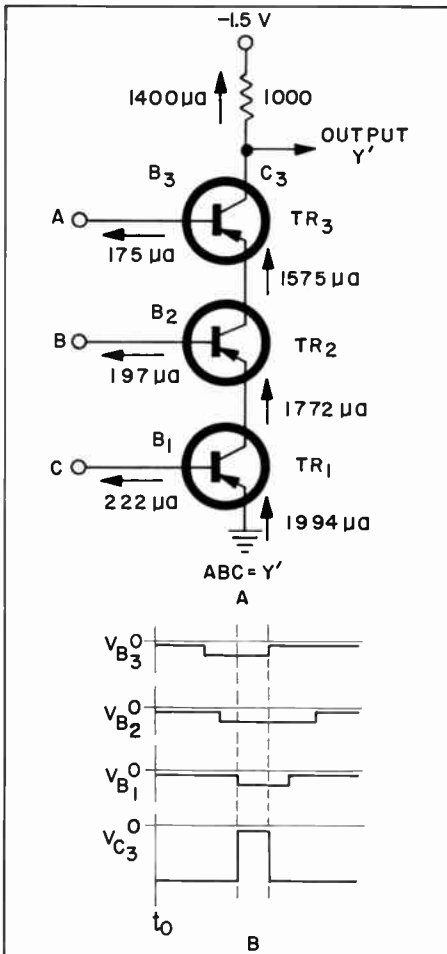 -1.5 V
1400 μa
1000
OUTPUT
Y'
B3
C3
A
TR3
175 μa
1575 μa
B2
B
TR2
197 μa
1772 μa
B1
C
TR1
222 μa
1994 μa
ABC = Y'
A
VB3 0
VB2 0
VB1 0
VC3 0
to
B